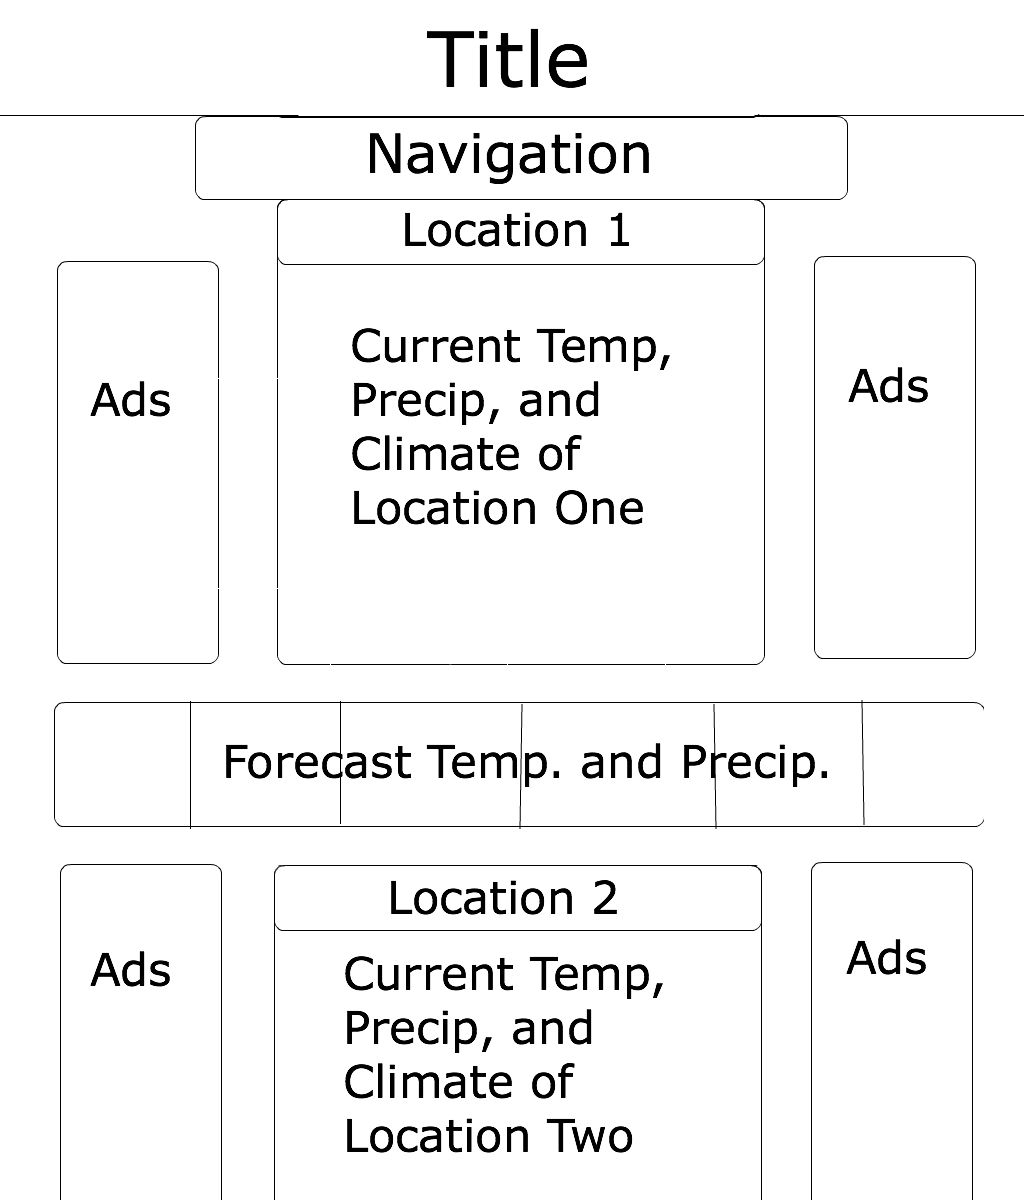 Title
Navigation
Location 1
Ads
Current Temp,
Precip, and
Climate of
Location One
Ads
Forecast Temp. and Precip.
Ads
Location 2
Current Temp,
Precip, and
Climate of
Location Two
Ads